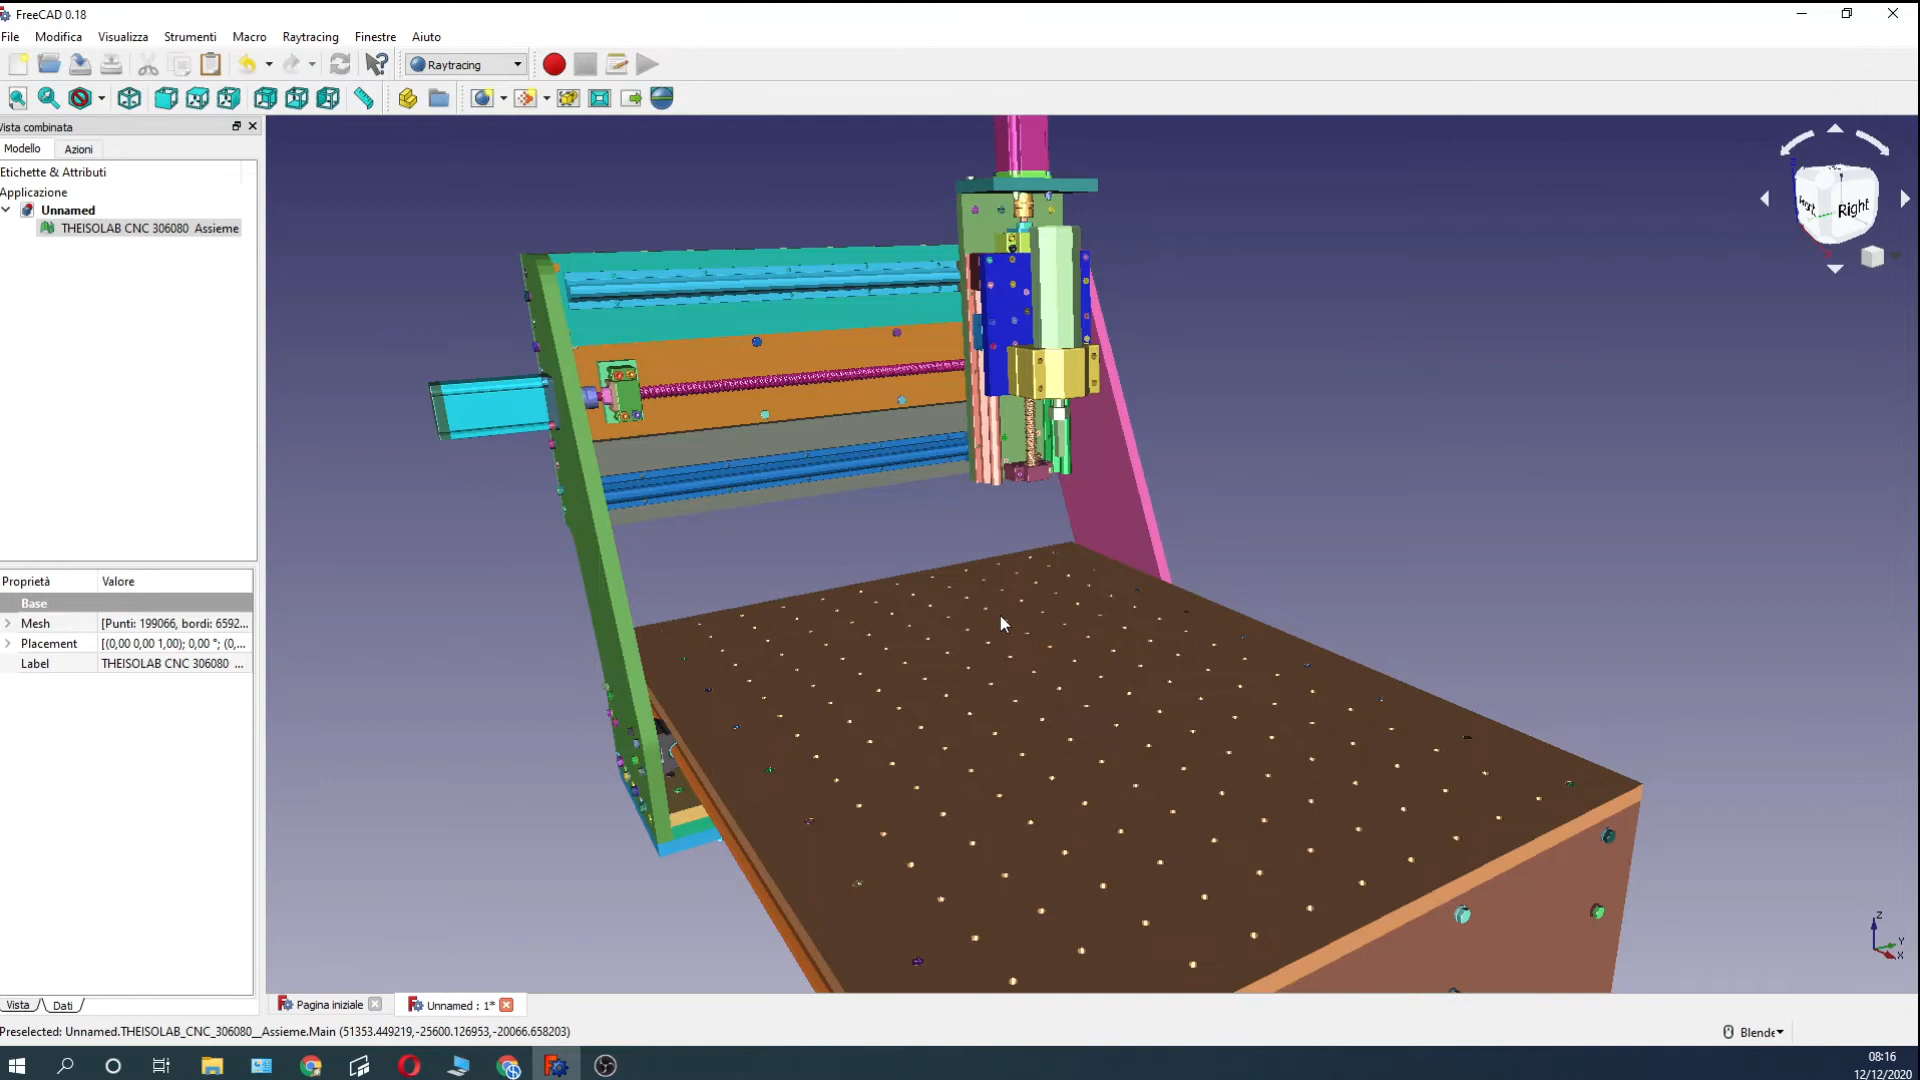 FreeCAD 0.18
File Modifica Visualizza Strumenti Macro Raytracing Finestre Aiuto
Raytracing
Vista combinata
Modello Azioni
Etichette & Attributi
Applicazione
Unnamed
THEISOLAB CNC 306080 Assieme
Right
Proprietà Valore
Base
Mesh [Punti: 199066, bordi: 6592...
Placement [(0,00 0,00 1,00); 0,00 °; (0,...
Label THEISOLAB CNC 306080 ...
Z
Y
X
Vista Dati
Pagina iniziale Unnamed : 1*
Preselected: Unnamed.THEISOLAB_CNC_306080__Assieme.Main (51353.449219,-25600.126953,-20066.658203)
Blender
08:16
12/12/2020